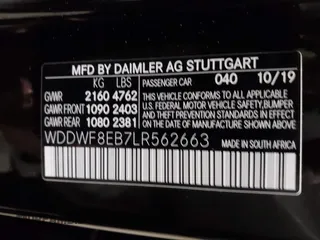 MFD BY DAIMLER AG STUTTGART
KG LBS PASSENGER CAR 040 10/19
GVWR 2160 4762 THIS VEHICLE CONFORMS TO ALL APPLICABLE
GAWR FRONT 1090 2403 U.S. FEDERAL MOTOR VEHICLE SAFETY, BUMPER
GAWR REAR 1080 2381 AND THEFT PREVENTION STANDARDS IN EFFECT
ON THE DATE OF MANUFACTURE SHOWN ABOVE.
WDDWF8EB7LR562663 MADE IN SOUTH AFRICA